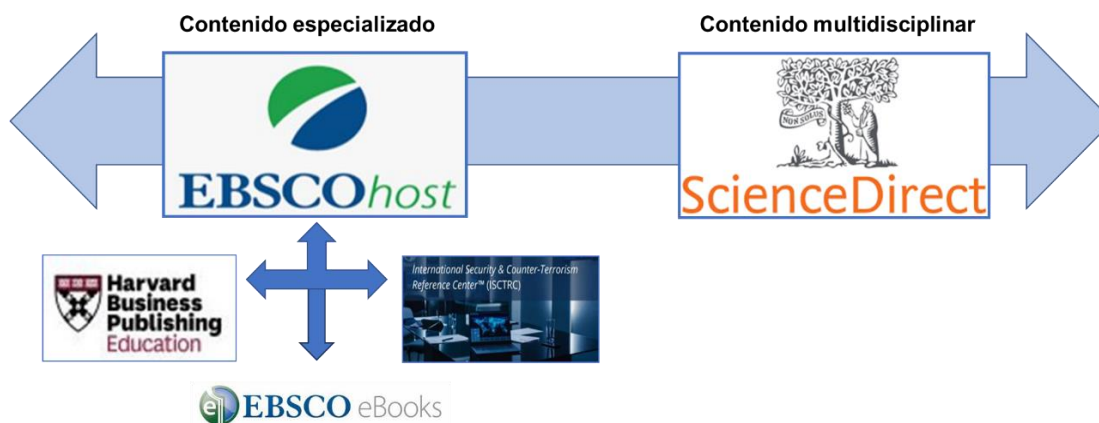 Contenido especializado
Contenido multidisciplinar
EBSCOhost
NON SOLUS
ScienceDirect
Harvard
Business
Publishing
Education
International Security & Counter-Terrorism
Reference Center™ (ISCTRC)
e
EBSCO eBooks